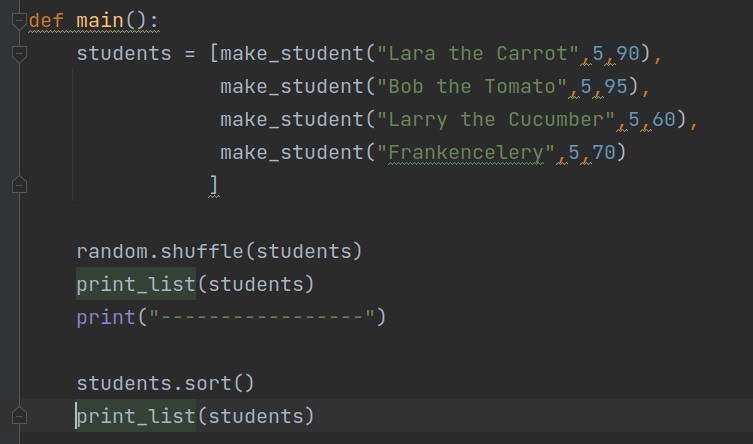 def main():
    students = [make_student("Lara the Carrot",5,90),
                make_student("Bob the Tomato",5,95),
                make_student("Larry the Cucumber",5,60),
                make_student("Frankencelery",5,70)
               ]
    random.shuffle(students)
    print_list(students)
    print("-----------------")
    students.sort()
    print_list(students)